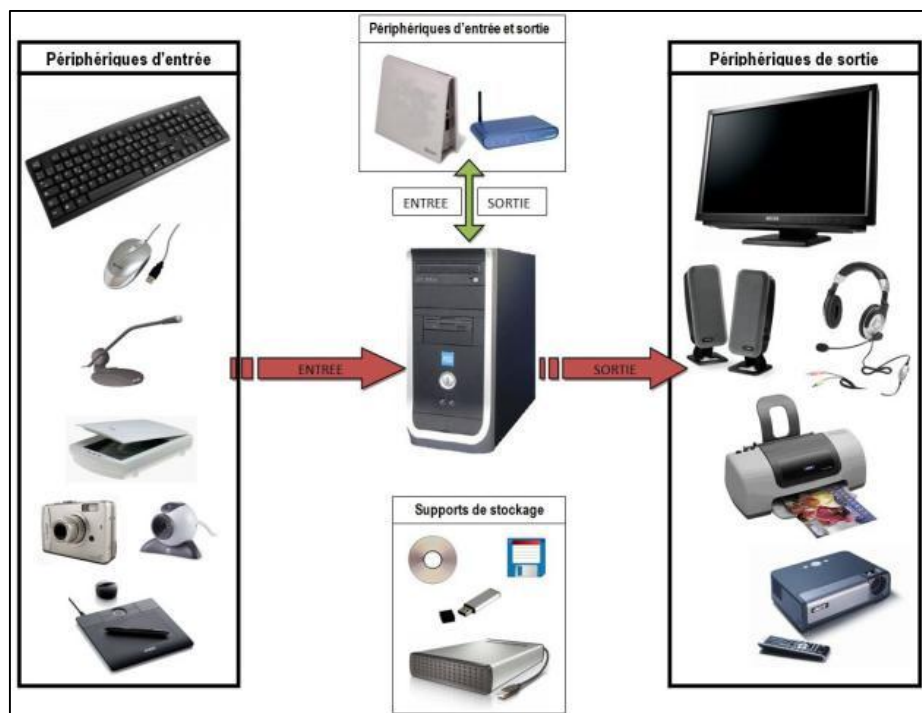 Périphériques d'entrée et sortie
Périphériques d'entrée
Périphériques de sortie
ENTREE
SORTIE
ENTREE
SORTIE
Supports de stockage